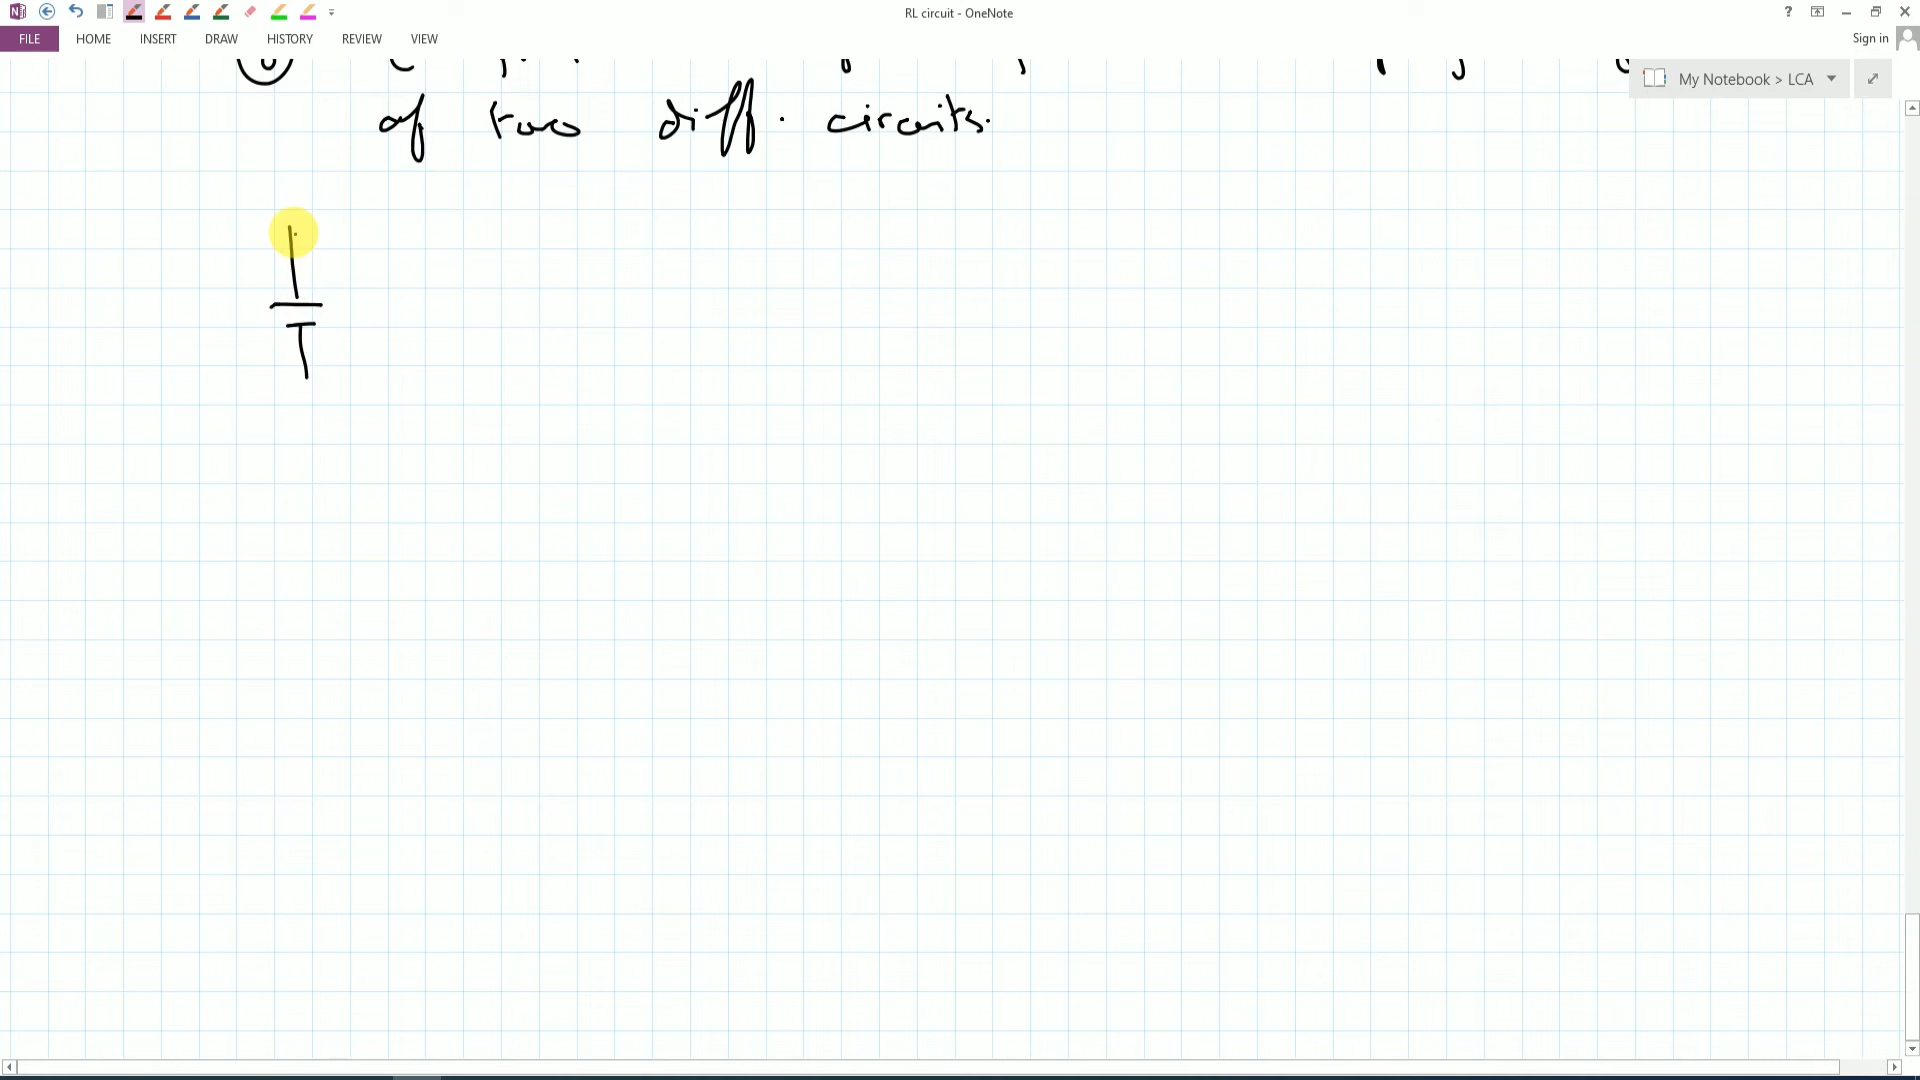 RL circuit - OneNote
?
FILE HOME INSERT DRAW HISTORY REVIEW VIEW
Sign in
My Notebook > LCA
of two diff. circuits.